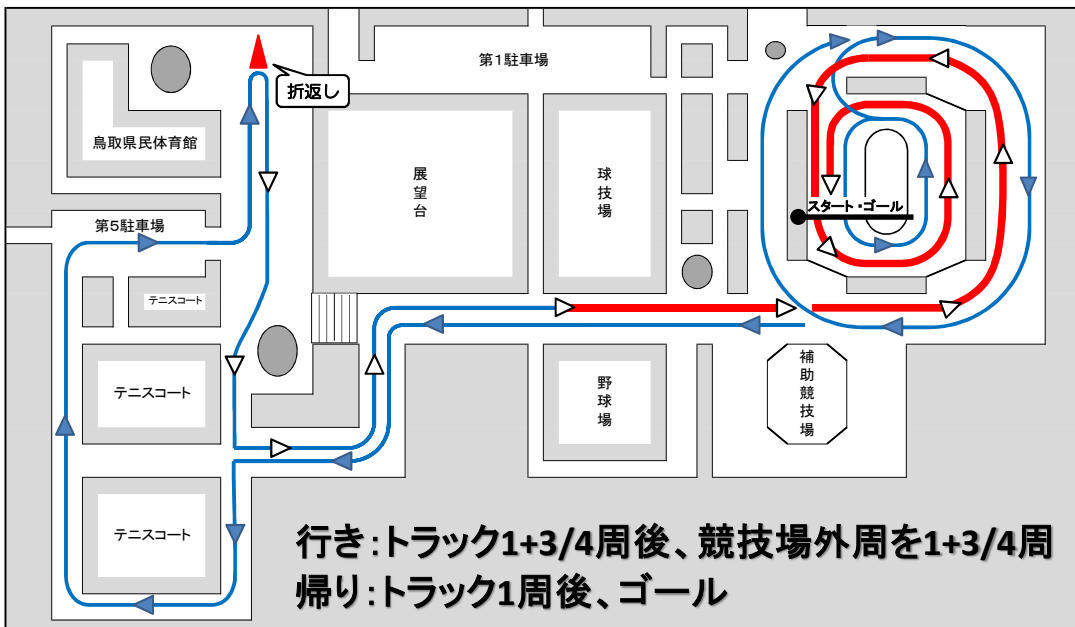 第1駐車場
折返し
鳥取県民体育館
展望台
球技場
スタート・ゴール
第5駐車場
テニスコート
テニスコート
野球場
補助競技場
テニスコート
行き:トラック1+3/4周後、競技場外周を1+3/4周
帰り:トラック1周後、ゴール